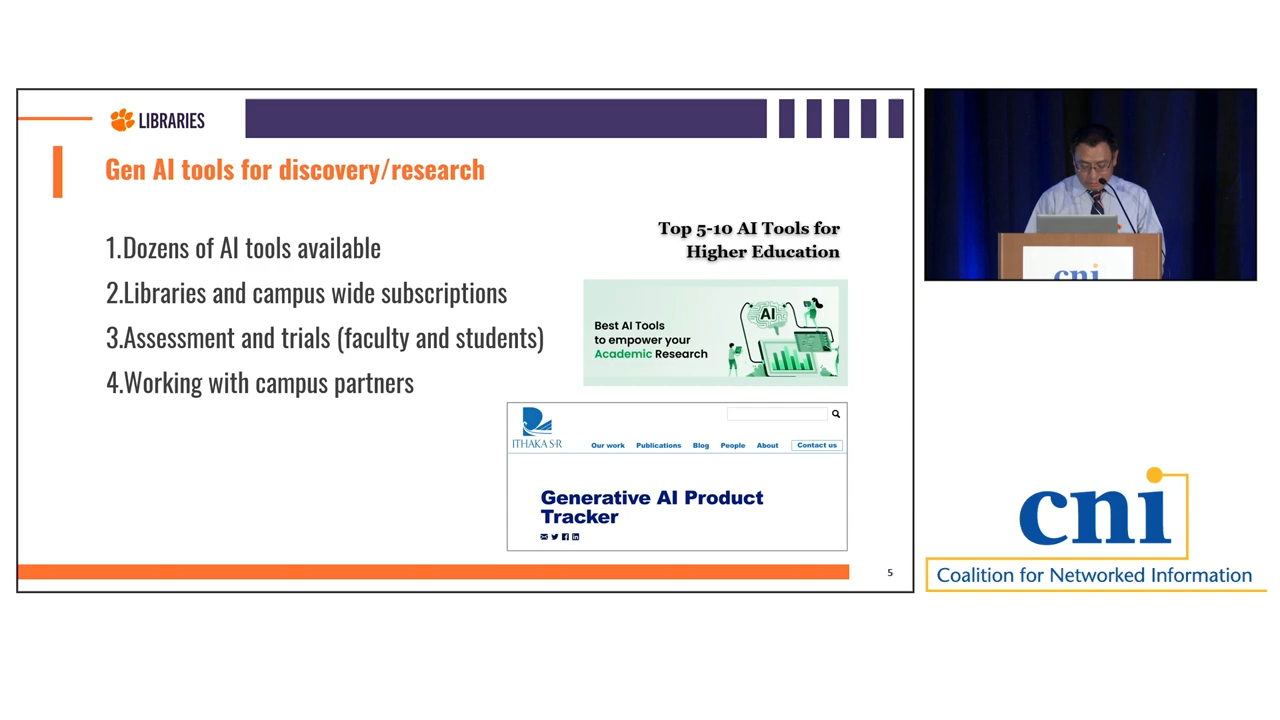 LIBRARIES
Gen AI tools for discovery/research
1.Dozens of AI tools available
2.Libraries and campus wide subscriptions
3.Assessment and trials (faculty and students)
4.Working with campus partners
Top 5-10 AI Tools for
Higher Education
Best AI Tools
to empower your
Academic Research
AI
ITHAKA S·R
Our work Publications Blog People About Contact us
Generative AI Product
Tracker
5
cni
cni
Coalition for Networked Information